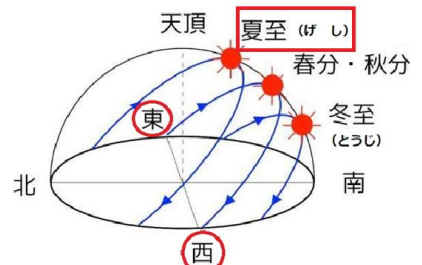 天頂
夏至(げ し)
春分・秋分
冬至
(とうじ)
東
北
南
西